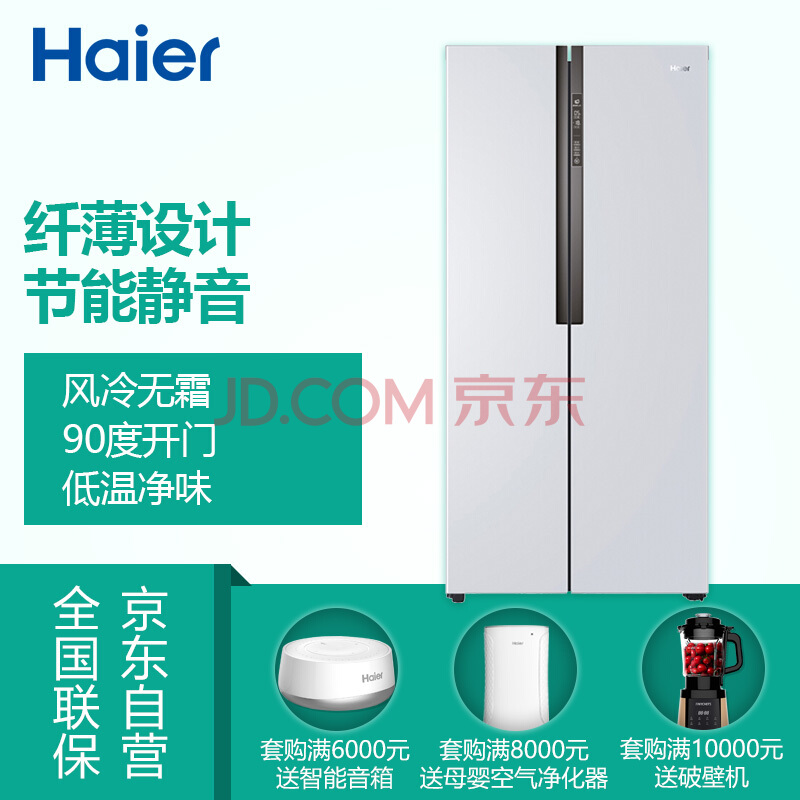 Haier
Haier
纤薄设计
节能静音
风冷无霜
90度开门
低温净味
JD.COM 京东
京东自营
全国联保
Haier
Haier
套购满6000元
送智能音箱
套购满8000元
送母婴空气净化器
套购满10000元
送破壁机